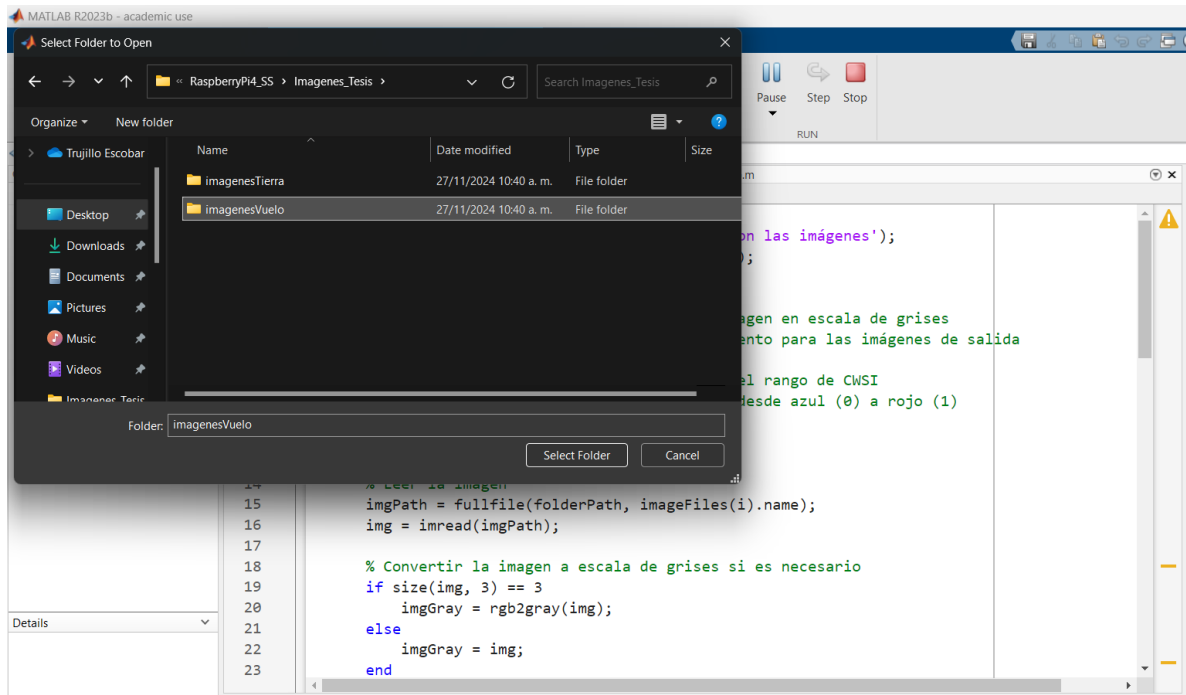 MATLAB R2023b - academic use
Select Folder to Open
« RaspberryPi4_SS > Imagenes_Tesis >
Search Imagenes_Tesis
Pause Step Stop
RUN
Organize
New folder
Trujillo Escobar
Desktop
Downloads
Documents
Pictures
Music
Videos
Imagenes_Tesis
Name Date modified Type Size
imagenesTierra 27/11/2024 10:40 a. m. File folder
imagenesVuelo 27/11/2024 10:40 a. m. File folder
Folder: imagenesVuelo
Select Folder Cancel
.m
las imágenes');
);
en escala de grises
para las imágenes de salida
rango de CWSI
desde azul (0) a rojo (1)
14 % Leer la imagen
15 imgPath = fullfile(folderPath, imageFiles(i).name);
16 img = imread(imgPath);
17
18 % Convertir la imagen a escala de grises si es necesario
19 if size(img, 3) == 3
20 imgGray = rgb2gray(img);
21 else
22 imgGray = img;
23 end
Details